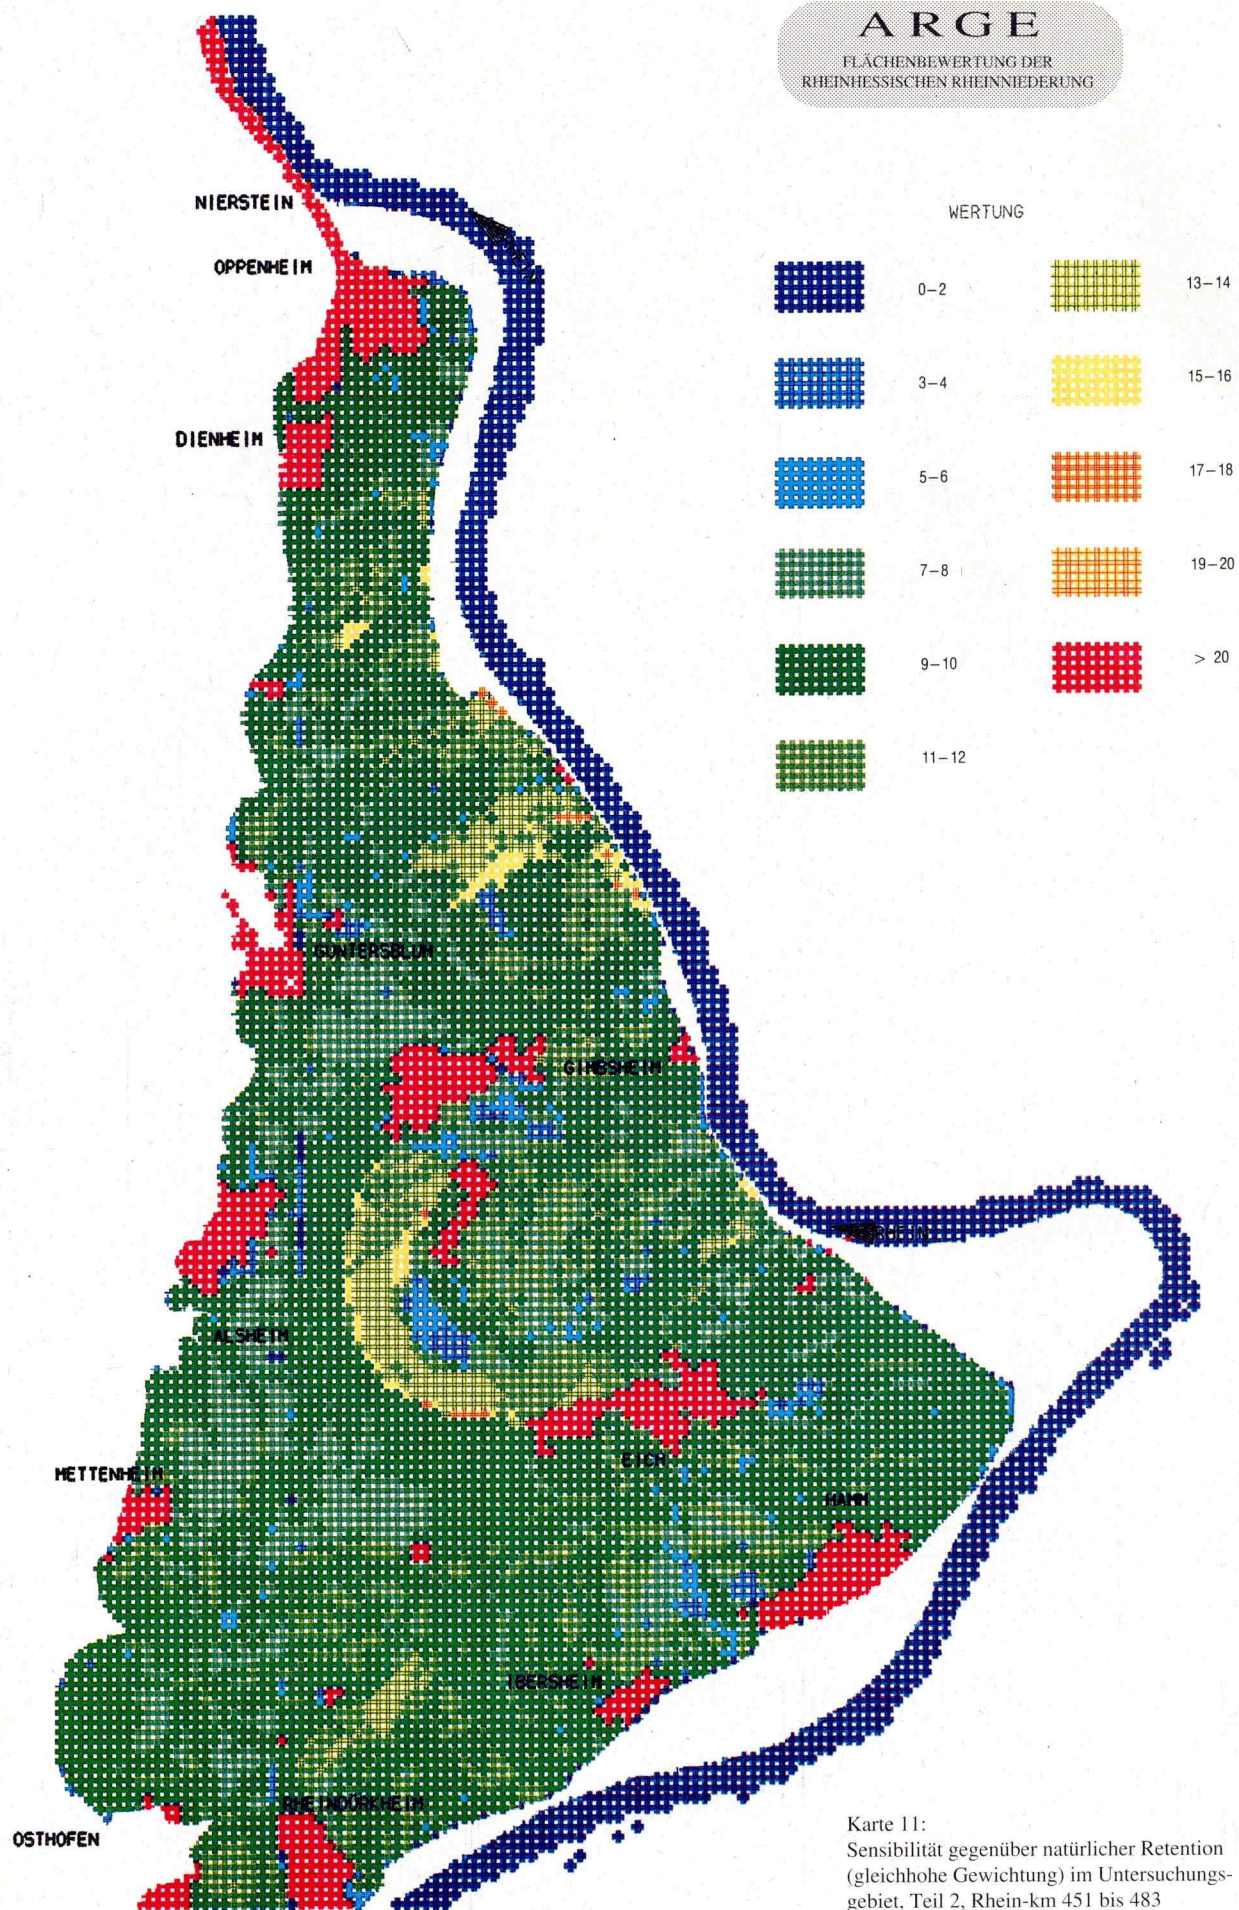 ARGE
FLÄCHENBEWERTUNG DER
RHEINHESSISCHEN RHEINNIEDERUNG
WERTUNG
0-2
3-4
5-6
7-8
9-10
11-12
13-14
15-16
17-18
19-20
> 20
NIERSTEIN
RHEIN
OPPENHEIM
DIENHEIM
GUNTERSBLUM
GIMBSHEIM
RHEIN
ALSHEIM
EICH
METTENHEIM
HAMM
IBERSHEIM
RHEINDÜRKHEIM
OSTHOFEN
Karte 11:
Sensibilität gegenüber natürlicher Retention
(gleichhohe Gewichtung) im Untersuchungs-
gebiet, Teil 2, Rhein-km 451 bis 483